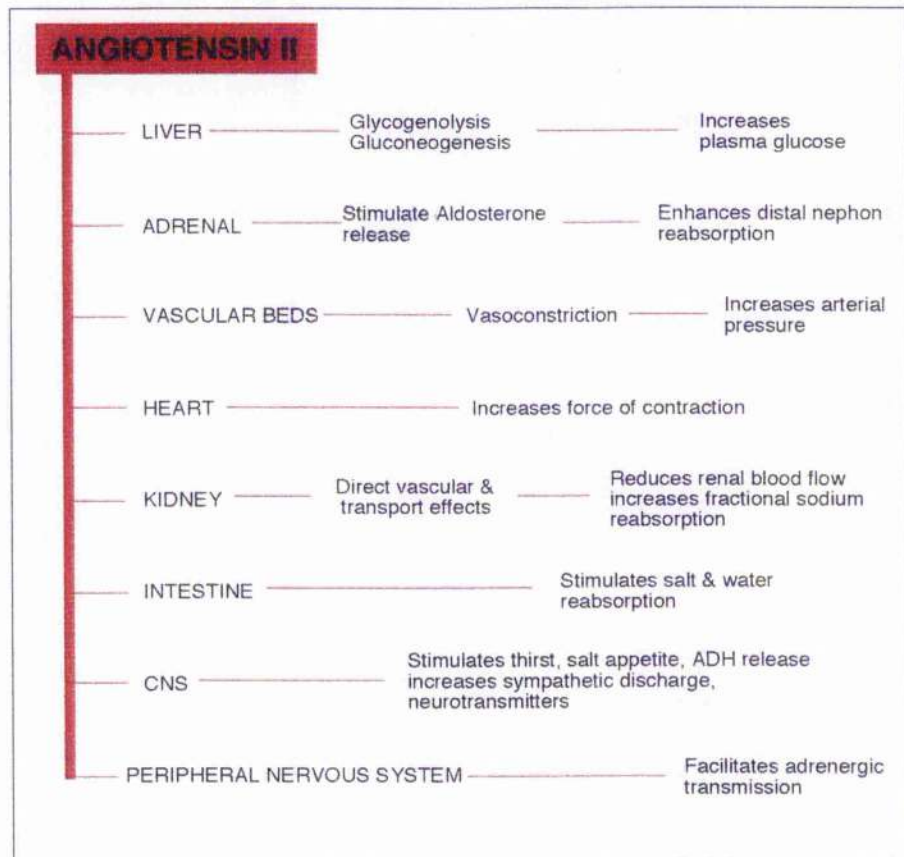 ANGIOTENSIN II
LIVER
Glycogenolysis
Gluconeogenesis
Increases
plasma glucose
ADRENAL
Stimulate Aldosterone
release
Enhances distal nephon
reabsorption
VASCULAR BEDS
Vasoconstriction
Increases arterial
pressure
HEART
Increases force of contraction
KIDNEY
Direct vascular &
transport effects
Reduces renal blood flow
increases fractional sodium
reabsorption
INTESTINE
Stimulates salt & water
reabsorption
CNS
Stimulates thirst, salt appetite, ADH release
increases sympathetic discharge,
neurotransmitters
PERIPHERAL NERVOUS SYSTEM
Facilitates adrenergic
transmission